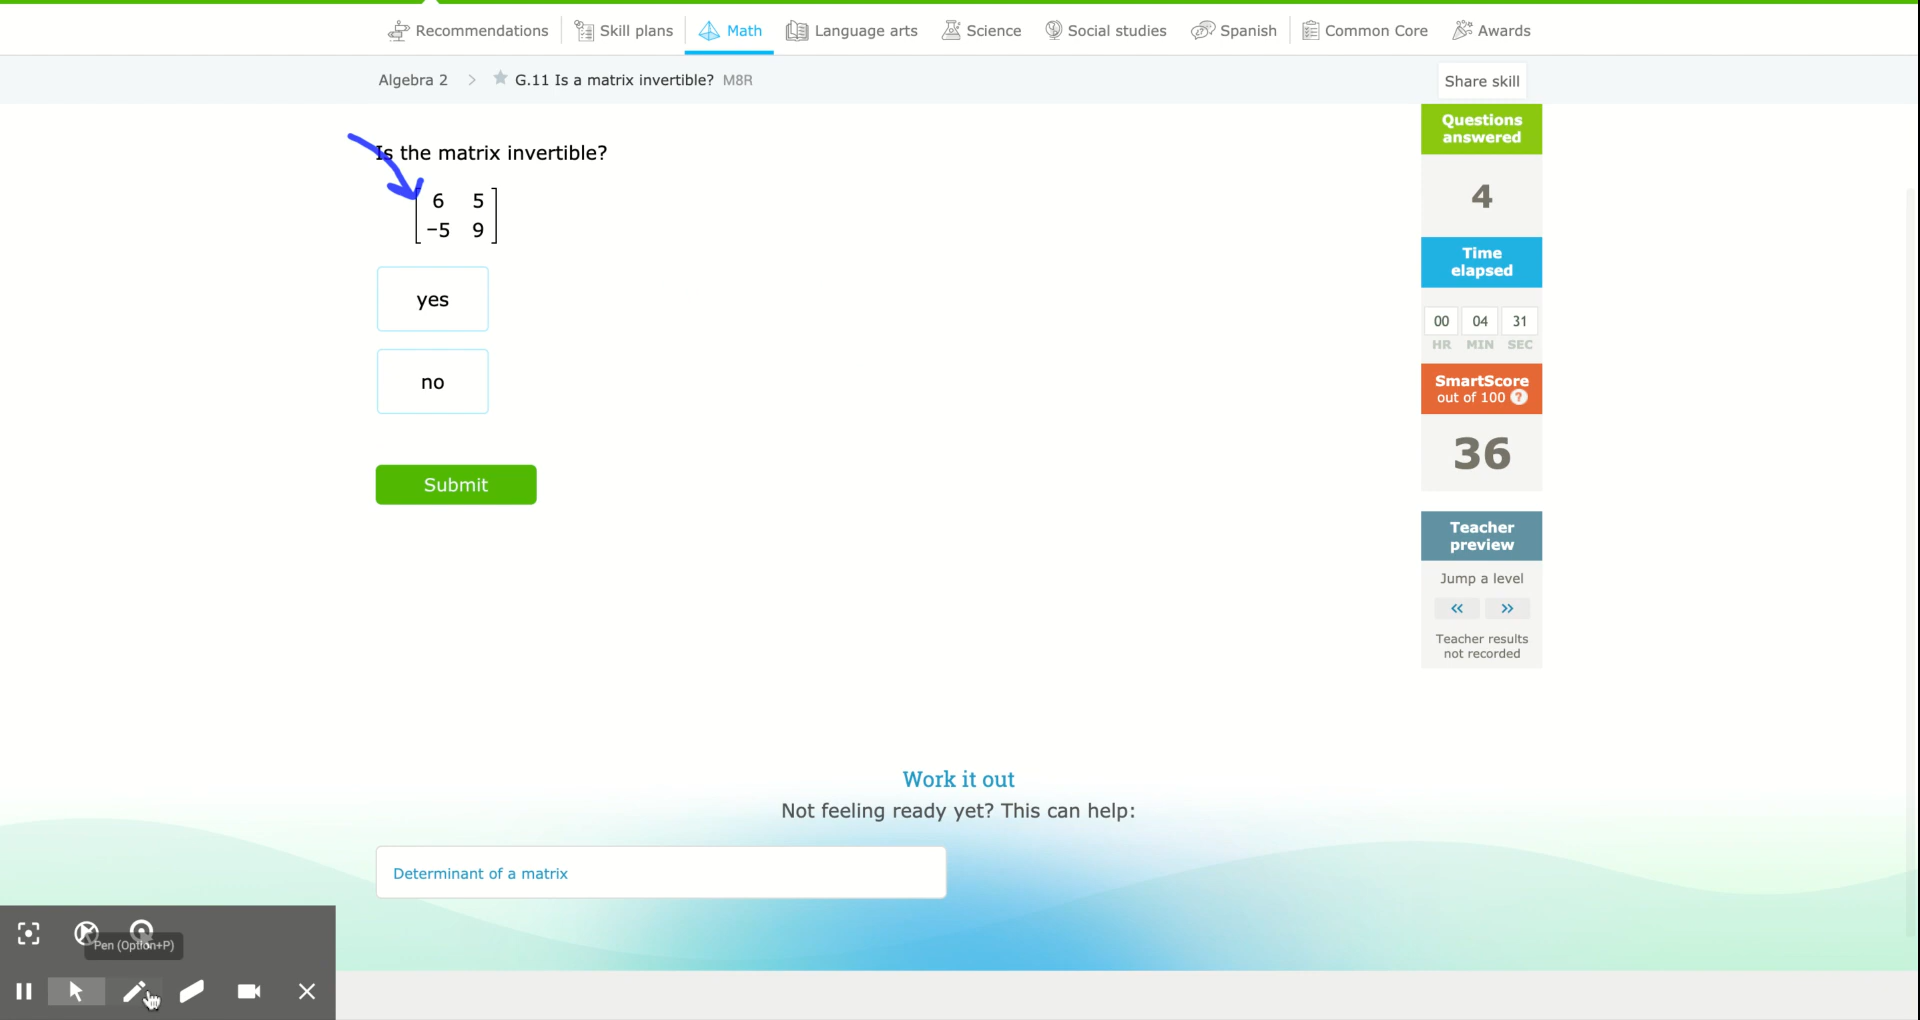 Recommendations Skill plans Math Language arts Science Social studies Spanish Common Core Awards
Algebra 2 > G.11 Is a matrix invertible? M8R
Share skill
Is the matrix invertible?
6 5
−5 9
yes
no
Submit
Questions
answered
4
Time
elapsed
00 04 31
HR MIN SEC
SmartScore
out of 100 ?
36
Teacher
preview
Jump a level
« »
Teacher results
not recorded
Work it out
Not feeling ready yet? This can help:
Determinant of a matrix
Pen (Option+P)